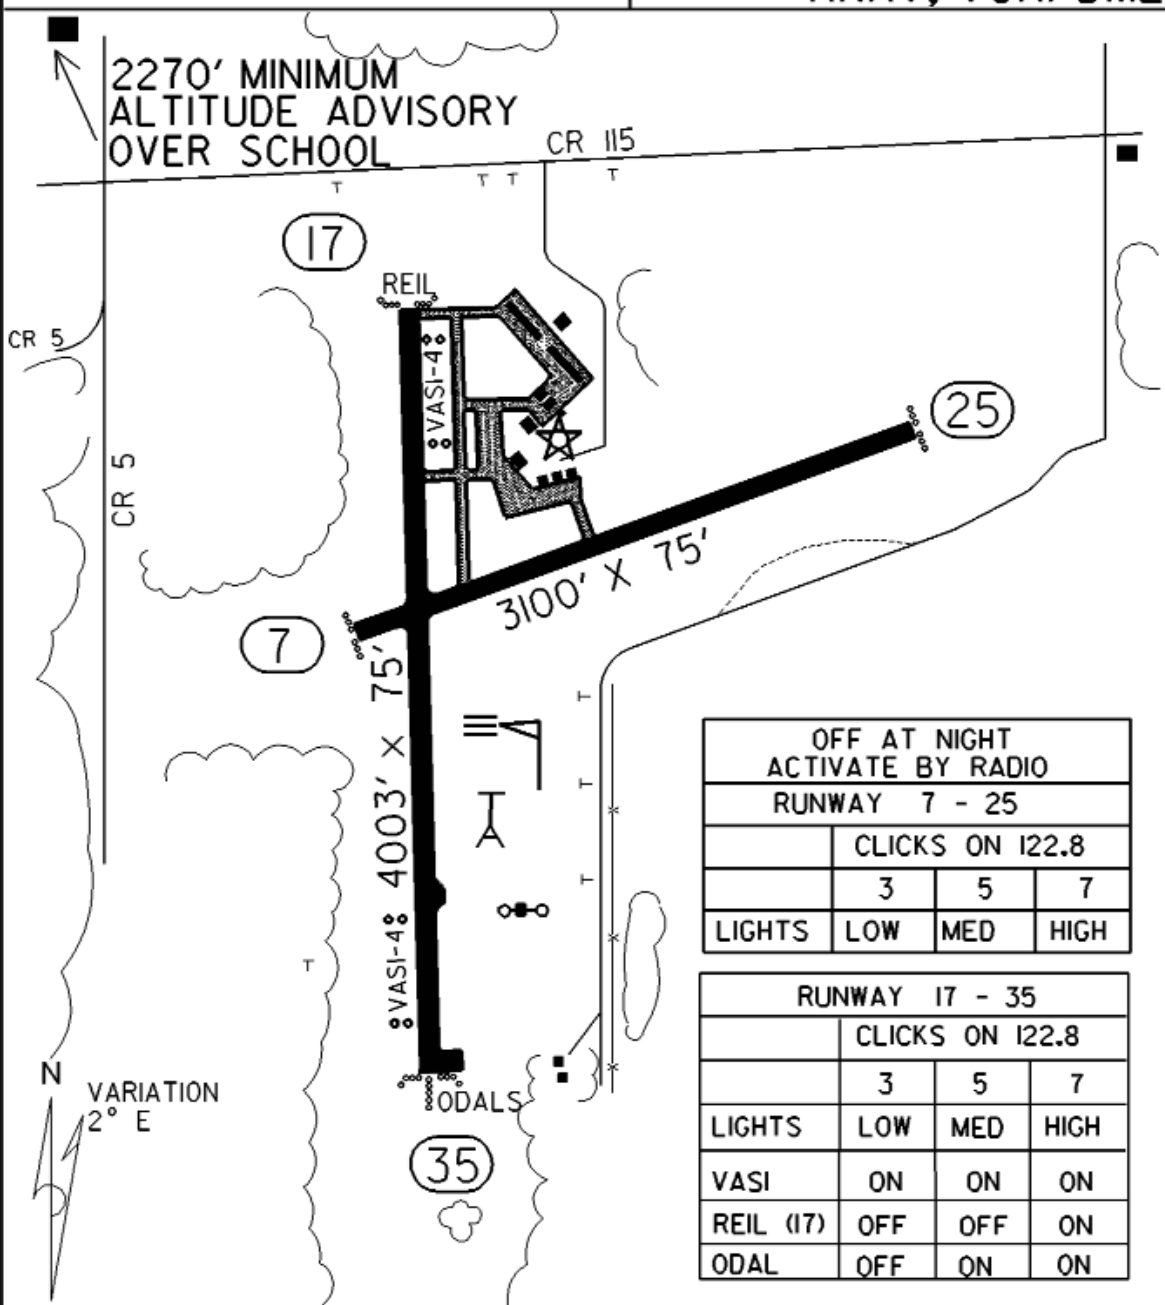 2270' MINIMUM
ALTITUDE ADVISORY
OVER SCHOOL
CR 115
T
T T
T
17
REIL
CR 5
VASI-4
25
CR 5
3100' X 75'
7
4003' X 75'
T
T
T
T
VASI-4
ODALS
35
N
VARIATION
2° E
OFF AT NIGHT
ACTIVATE BY RADIO
RUNWAY 7 - 25
CLICKS ON 122.8
3 5 7
LIGHTS LOW MED HIGH
RUNWAY 17 - 35
CLICKS ON 122.8
3 5 7
LIGHTS LOW MED HIGH
VASI ON ON ON
REIL (17) OFF OFF ON
ODAL OFF ON ON